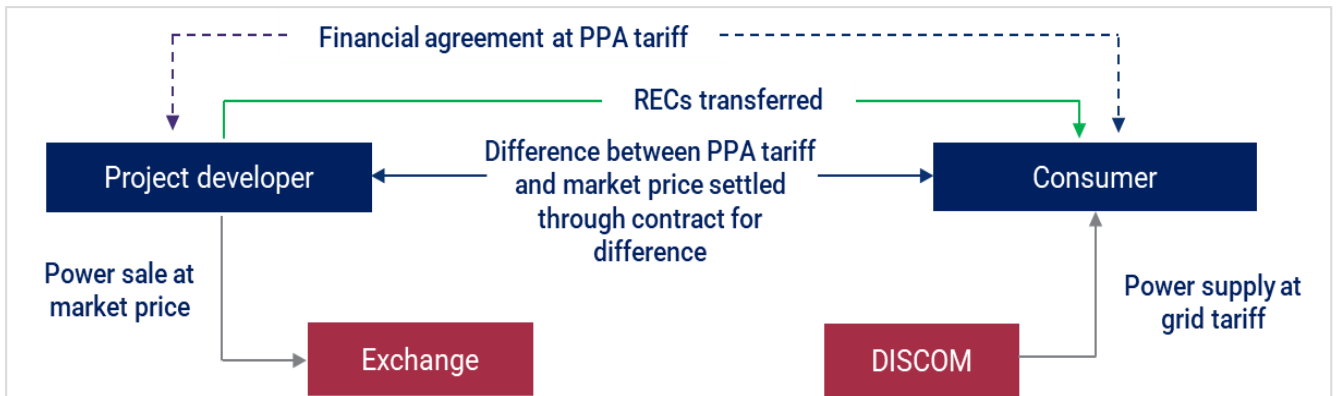 Financial agreement at PPA tariff
RECs transferred
Project developer
Difference between PPA tariff
and market price settled
through contract for
difference
Consumer
Power sale at
market price
Power supply at
grid tariff
Exchange
DISCOM